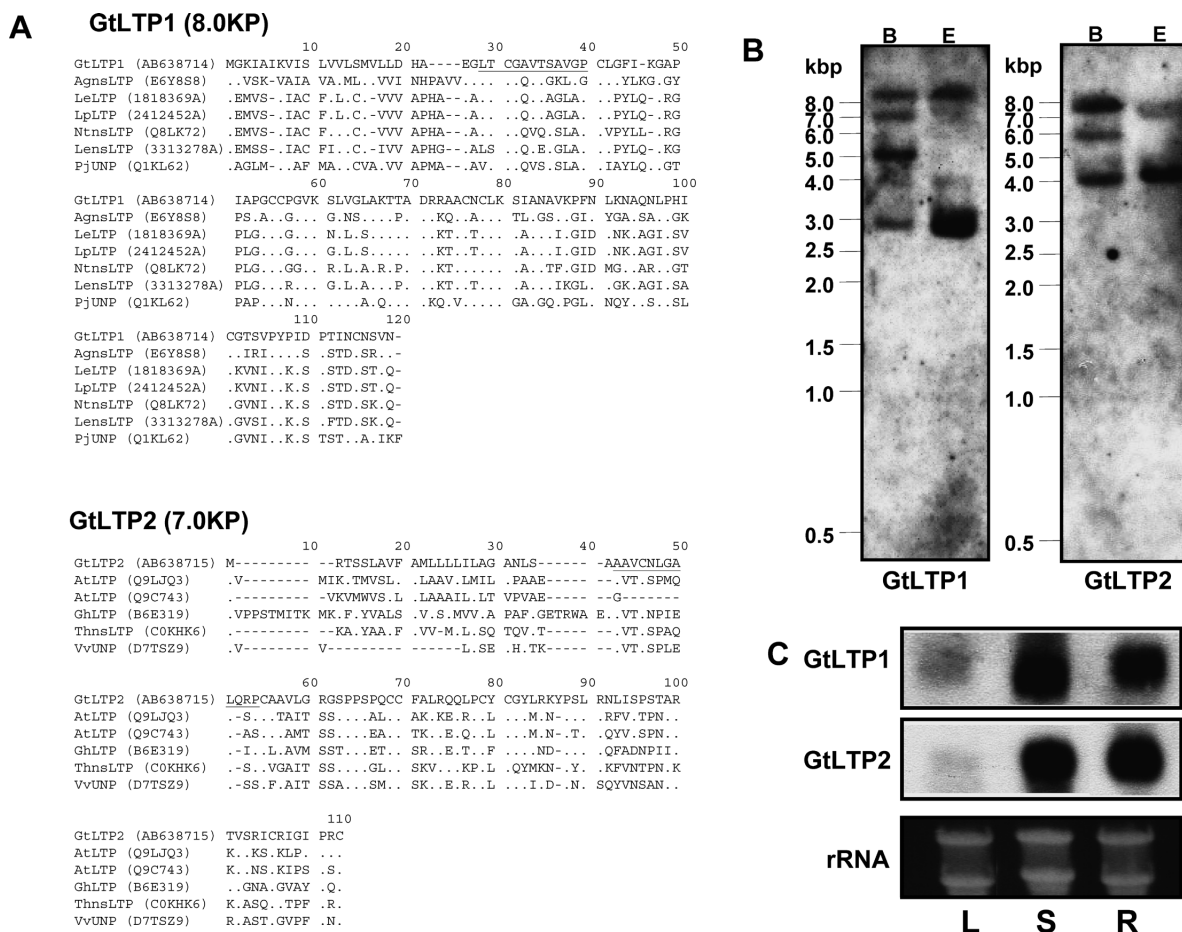 A
GtLTP1 (8.0KP)
10 20 30 40 50
GtLTP1 (AB638714) MGKIAIKVIS LVVLSMVLLD HA----EGLT CGAVTSAVGP CLGFI-KGAP
AgnsLTP (E6Y8S8) ..VSK-VAIA VA.ML..VVI NHPAVV.... ..Q..GKL.G ..YLIK-GG.
LeLTP (1818369A) .EMVS-.IAC F.L.C.-VVV APHA..A... ..Q..AGLA. .PYLQ-.RG
LpLTP (2412452A) .EMVS-.IAC F.L.C.-VVV APHA..A... ..Q..AGLA. .PYLQ-.RG
NtnsLTP (Q8LK72) .EMVS-.IAC F.V.C.-VVV APHA..A... ..QVQ.SLVA .VPYLL-.RG
LensLTP (3313278A) .EMSS-.IAC FI..C.-IVV APHG-.ALS ..Q..E.GLA .PYLQ-K.GG
PjUNP (Q1KL62) .AGLM.-.AFM MA..CVA.VV APMA-.AV.. ..QV.SSLA. .IAYLQ.-GT
60 70 80 90 100
GtLTP1 (AB638714) IAPGCCPGVK SLVGLAKTTA DRRAACNCLK SIANAVKPFN LKNAQNLPHI
AgnsLTP (E6Y8S8) PS.A...G.. .GNS....P. .KT..A.... .TLG.GS.GI .YGA.SA..GK
LeLTP (1818369A) PLG....G.. .N.L.S.... ..KT...T.. ..A...I.GID .NK.AGI.SV
LpLTP (2412452A) PLG....G.. ...L.S.... ..KT...T.. ..A...I.GID .NK.AGI.SV
NtnsLTP (Q8LK72) PLG...GG.. R.L..A.R.P .KT....... ..A.TF.GID MG..AR..GT
LensLTP (3313278A) PLG...R.G. .L..A..... ..KT..T... ..A...I.GIA .K.AGI.SA
PjUNP (Q1KL62) PAP...N... ....A.Q... ..KQ.V.... .GA.GQ.PGL. NQY..S..SL
110 120
GtLTP1 (AB638714) CGTSVPYPID PTINCNSVN-
AgnsLTP (E6Y8S8) ..IRI....S .STD.SR..-
LeLTP (1818369A) .KVNI..K.S .STD.ST.Q-
LpLTP (2412452A) .KVNI..K.S .STD.ST.Q-
NtnsLTP (Q8LK72) .GVNI..K.S .STD.SK.Q-
LensLTP (3313278A) .GVSI..K.S .FTD.SK.Q-
PjUNP (Q1KL62) .GVNI..K.S TST..A.IKF
GtLTP2 (7.0KP)
10 20 30 40 50
GtLTP2 (AB638715) M--------- -RTSSLAVFA MLLLLILAG ANLS------ AAAVCNLGA
AtLTP (Q9LJQ3) .V-------- -MIK.TMVSL .LAAV.LMIL .PAAE----- -..VT.SPMQ
AtLTP (Q9C743) .--------- -VKVMWVS.L .LAAAIL.LT VPVAE----- -..G......
GhLTP (B6E319) .VPPSTMITK MK.F.YVALS .V.S.MVV.A PAF.GETRWA E..VT.NPIE
ThnsLTP (C0KHK6) .--------- --KA.YAA.F .VV-M.L.SQ TQV.T----- -..VT.SPAQ
VvUNP (D7TSZ9) .V-------- V--------- ---.L.SE .H.TK----- -..VT.SPLE
60 70 80 90 100
GtLTP2 (AB638715) LQRPCAAVLG RGSPPSPQCC FALRQQLPCY CGYLRKYPSL RNLISPSTAR
AtLTP (Q9LJQ3) .-S...TAIT SS....AL.. AK.KE.R..L ...M.N-... .RFV.TPN..
AtLTP (Q9C743) .-AS..AMTS SS....EA.. TK..E.Q..L ....K.-T.. .QYV.SPN..
GhLTP (B6E319) .-I..L.AVM SST...ET.. SR..E.T..F ....ND-... .QFADNPII.
ThnsLTP (C0KHK6) .-S..VGAIT SS....GL.. SKV...KP.L .QYMKN-.Y. .KFVNTPN.K
VvUNP (D7TSZ9) .-SS.F.AIT SSA...SM.. .K..E.R..L ...I.D-.N. .SQYVNSAN..
110
GtLTP2 (AB638715) TVSRICRIGI PRC
AtLTP (Q9LJQ3) K..KS.KLP. ...
AtLTP (Q9C743) K..NS.KIPS .S.
GhLTP (B6E319) ..GNA.GVAY .Q.
ThnsLTP (C0KHK6) K.ASQ..TPF .R.
VvUNP (D7TSZ9) R.AST.GVPF .N.
B
B E
kbp
8.0
7.0
6.0
5.0
4.0
3.0
2.5
2.0
1.5
1.0
0.5
GtLTP1
B E
kbp
8.0
7.0
6.0
5.0
4.0
3.0
2.5
2.0
1.5
1.0
0.5
GtLTP2
C
GtLTP1
GtLTP2
rRNA
L S R